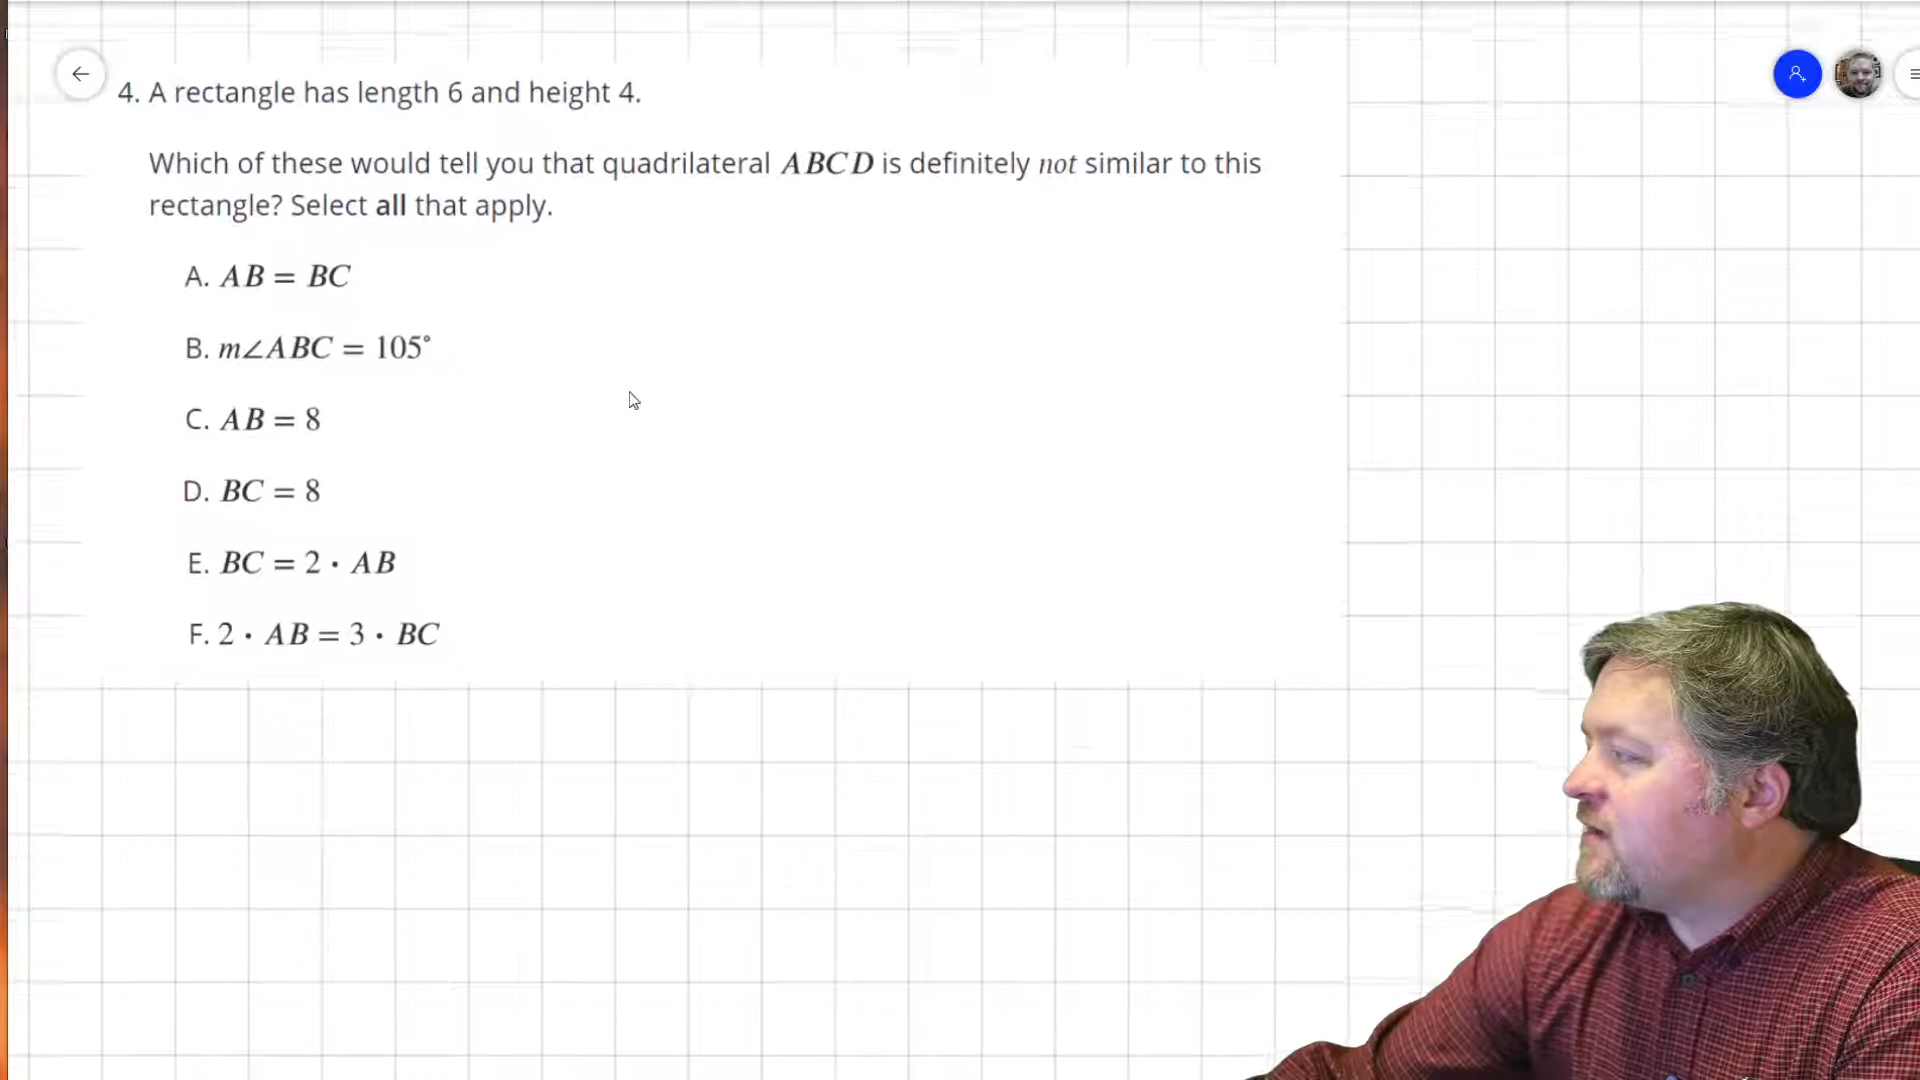 4. A rectangle has length 6 and height 4.
Which of these would tell you that quadrilateral ABCD is definitely not similar to this
rectangle? Select all that apply.
A. AB = BC
B. m∠ABC = 105°
C. AB = 8
D. BC = 8
E. BC = 2 · AB
F. 2 · AB = 3 · BC